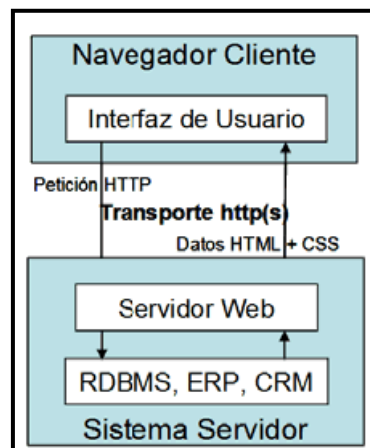 Navegador Cliente
Interfaz de Usuario
Petición HTTP
Transporte http(s)
Datos HTML + CSS
Servidor Web
RDBMS, ERP, CRM
Sistema Servidor